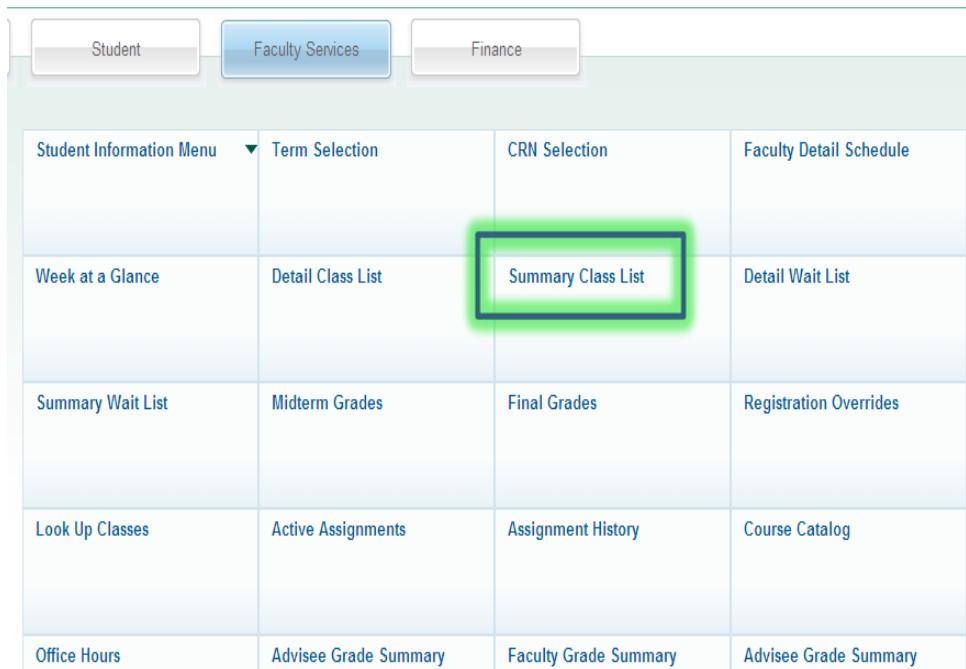 Student Faculty Services Finance
Student Information Menu Term Selection CRN Selection Faculty Detail Schedule
Week at a Glance Detail Class List Summary Class List Detail Wait List
Summary Wait List Midterm Grades Final Grades Registration Overrides
Look Up Classes Active Assignments Assignment History Course Catalog
Office Hours Advisee Grade Summary Faculty Grade Summary Advisee Grade Summary